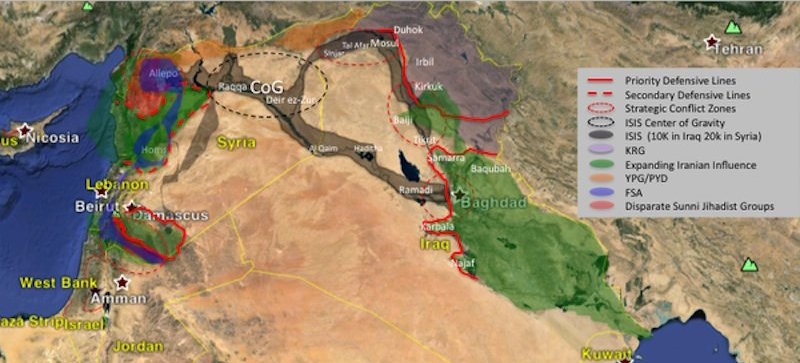 Duhok
Tal Afar
Mosul
Sinjar
Tehran
Irbil
Allepo
Raqqa
CoG
Kirkuk
Deir ez-Zur
Baiji
Nicosia
Homs
Syria
Al Qaim
Haditha
Tikrit
Samarra
Baqubah
Lebanon
Ramadi
Beirut
Damascus
Baghdad
Karbala
Iraq
Najaf
West Bank
Amman
aza Strip
Israel
Jordan
Kuwait
Priority Defensive Lines
Secondary Defensive Lines
Strategic Conflict Zones
ISIS Center of Gravity
ISIS (10K in Iraq 20k in Syria)
KRG
Expanding Iranian Influence
YPG/PYD
FSA
Disparate Sunni Jihadist Groups